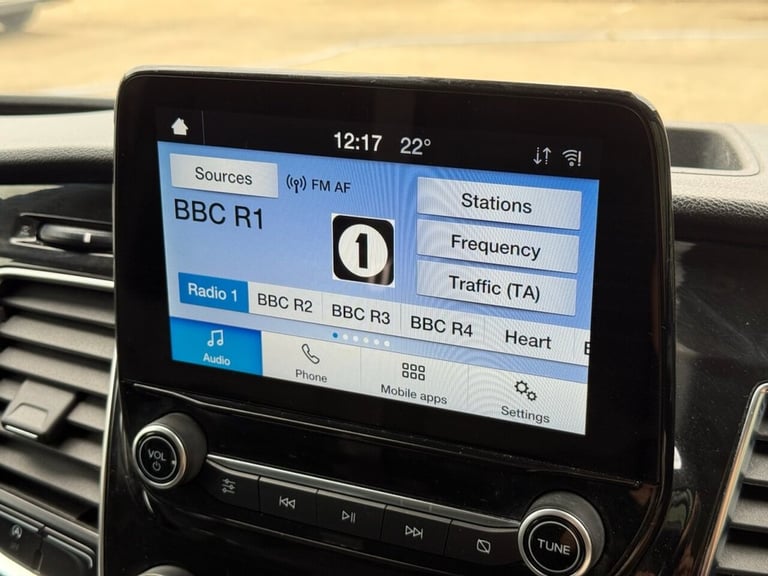 12:17 22°
Sources
FM AF
BBC R1
1
Stations
Frequency
Traffic (TA)
Radio 1 BBC R2 BBC R3 BBC R4 Heart
Audio Phone Mobile apps Settings
VOL
TUNE